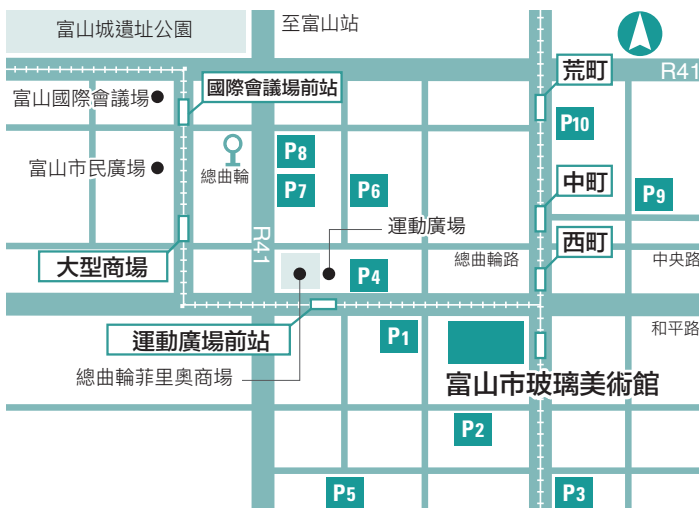 富山城遺址公園
至富山站
荒町
R41
國際會議場前站
富山國際會議場
P10
總曲輪
P8
富山市民廣場
P7
P6
中町
P9
R41
運動廣場
西町
大型商場
總曲輪路
中央路
P4
運動廣場前站
P1
和平路
總曲輪菲里奧商場
富山市玻璃美術館
P2
P5
P3